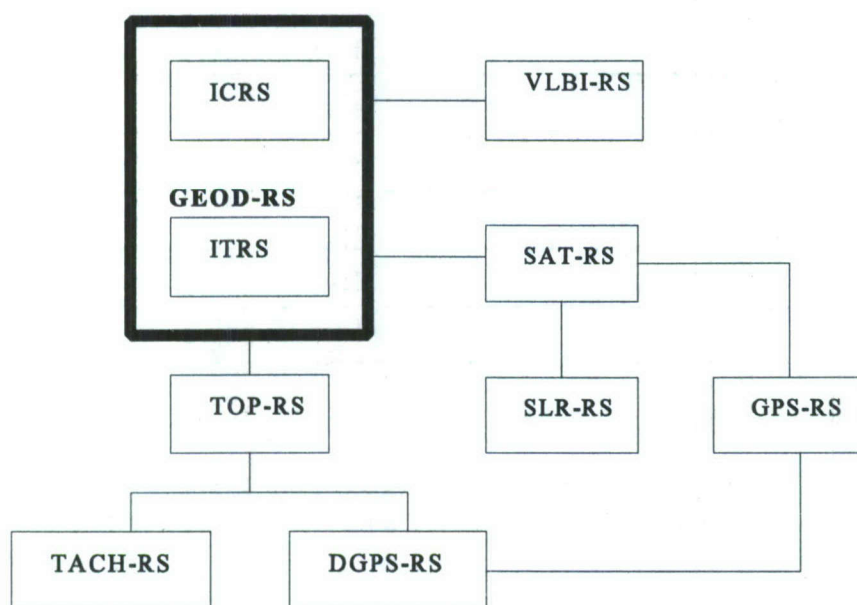 ICRS
VLBI-RS
GEOD-RS
ITRS
SAT-RS
TOP-RS
SLR-RS
GPS-RS
TACH-RS
DGPS-RS